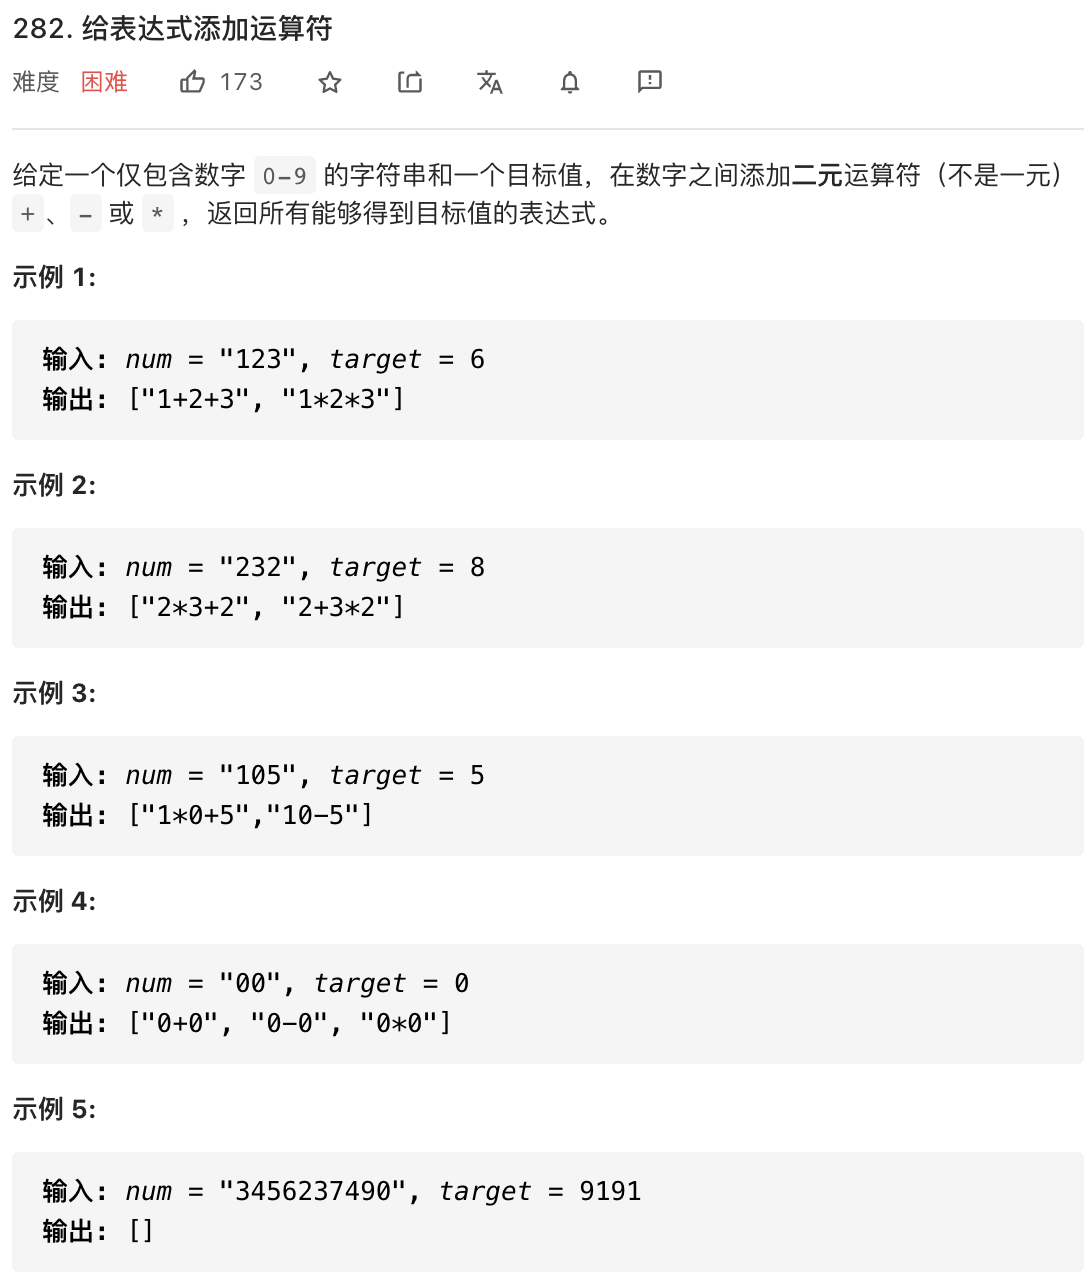 282. 给表达式添加运算符
难度 困难 173
给定一个仅包含数字 0-9 的字符串和一个目标值，在数字之间添加二元运算符（不是一元）
+、- 或 * ，返回所有能够得到目标值的表达式。
示例 1:
输入: num = "123", target = 6
输出: ["1+2+3", "1*2*3"]
示例 2:
输入: num = "232", target = 8
输出: ["2*3+2", "2+3*2"]
示例 3:
输入: num = "105", target = 5
输出: ["1*0+5","10-5"]
示例 4:
输入: num = "00", target = 0
输出: ["0+0", "0-0", "0*0"]
示例 5:
输入: num = "3456237490", target = 9191
输出: []